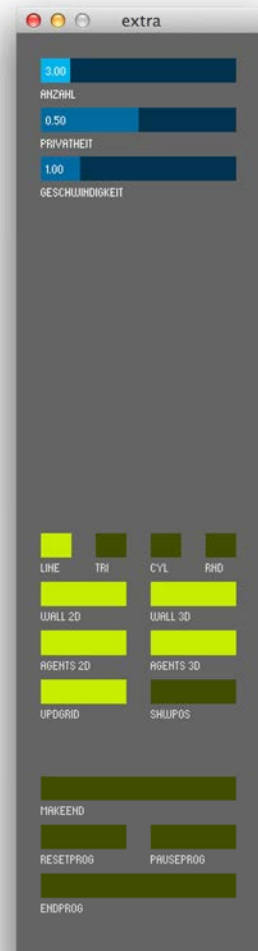 extra
3.00
ANZAHL
0.50
PRIVATHEIT
1.00
GESCHWINDIGKEIT
LINE TRI CYL RND
WALL 2D WALL 3D
AGENTS 2D AGENTS 3D
UPDGRID SHWPOS
MAKEEND
RESETPROG PAUSEPROG
ENDPROG